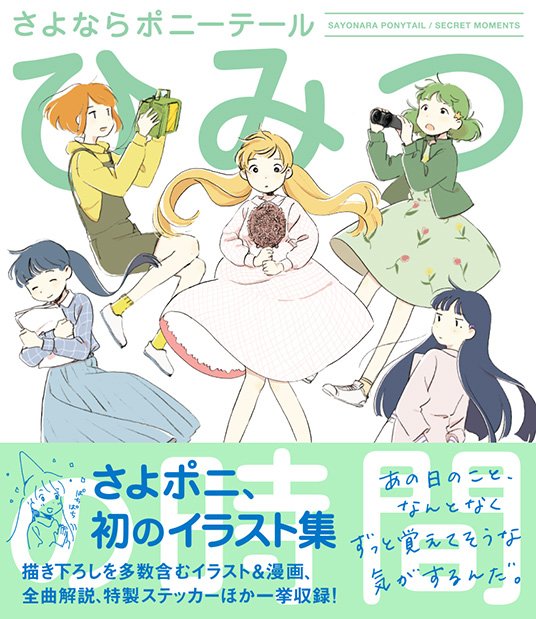 さよならポニーテール
SAYONARA PONYTAIL / SECRET MOMENTS
ひみつ
の時間
さよポニ、
初のイラスト集
描き下ろしを多数含むイラスト&漫画、
全曲解説、特製ステッカーほか一挙収録!
ぱちぱち
あの日のこと、
なんとなく
ずっと覚えてそうな
気がするんだ。